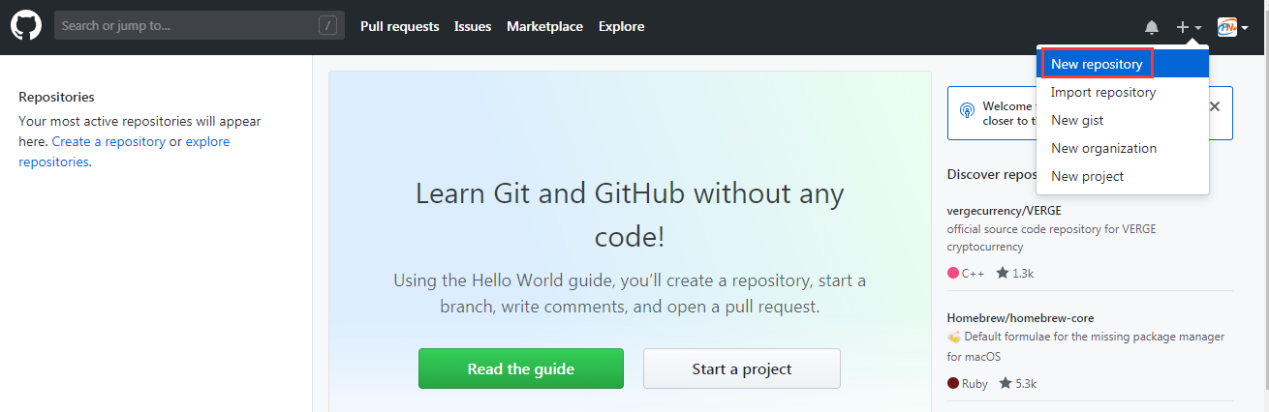 Search or jump to... /
Pull requests Issues Marketplace Explore
New repository
Import repository
New gist
New organization
New project
Repositories
Your most active repositories will appear
here. Create a repository or explore
repositories.
Learn Git and GitHub without any
code!
Using the Hello World guide, you’ll create a repository, start a
branch, write comments, and open a pull request.
Read the guide
Start a project
Welcome
closer to
Discover
vergecurrency/VERGE
official source code repository for VERGE
cryptocurrency
C++ 1.3k
Homebrew/homebrew-core
Default formulae for the missing package manager
for macOS
Ruby 5.3k